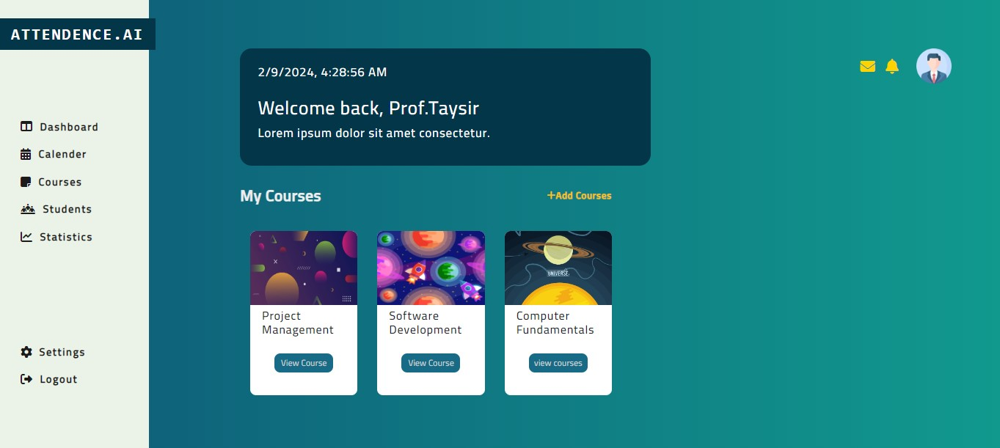 ATTENDENCE.AI
Dashboard
Calender
Courses
Students
Statistics
Settings
Logout
2/9/2024, 4:28:56 AM
Welcome back, Prof.Taysir
Lorem ipsum dolor sit amet consectetur.
My Courses
+Add Courses
X
UNIVERSE.
Project
Management
View Course
Software
Development
View Course
Computer
Fundamentals
view courses